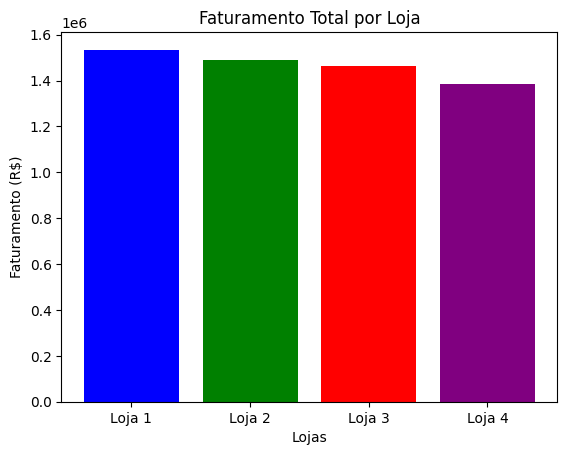 Faturamento Total por Loja
1e6
1.6
1.4
1.2
1.0
0.8
0.6
0.4
0.2
0.0
Faturamento (R$)
Loja 1 Loja 2 Loja 3 Loja 4
Lojas